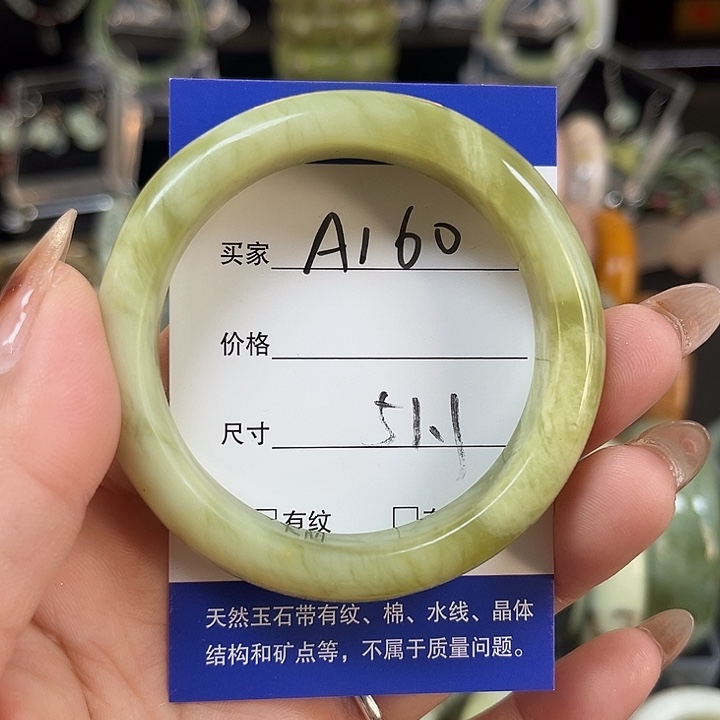 买家 A160
价格
尺寸 51.1
□有纹 □
天然玉石带有纹、棉、水线、晶体
结构和矿点等，不属于质量问题。